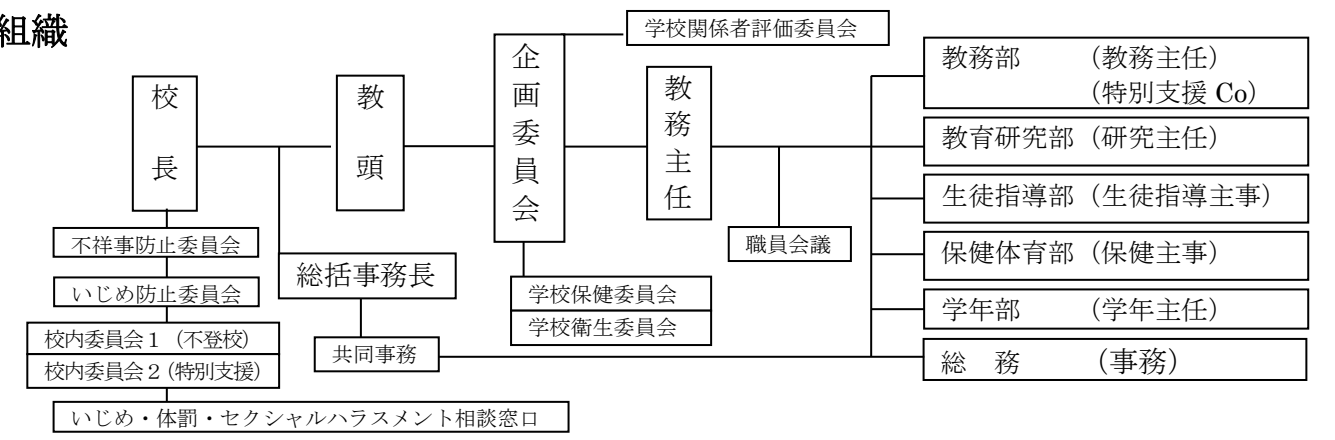 組織
学校関係者評価委員会
校長
教頭
企画委員会
教務主任
教務部 (教務主任)
(特別支援 Co)
教育研究部 (研究主任)
生徒指導部 (生徒指導主事)
保健体育部 (保健主事)
学年部 (学年主任)
総 務 (事務)
職員会議
不祥事防止委員会
いじめ防止委員会
校内委員会1 (不登校)
校内委員会2 (特別支援)
いじめ・体罰・セクシャルハラスメント相談窓口
総括事務長
共同事務
学校保健委員会
学校衛生委員会